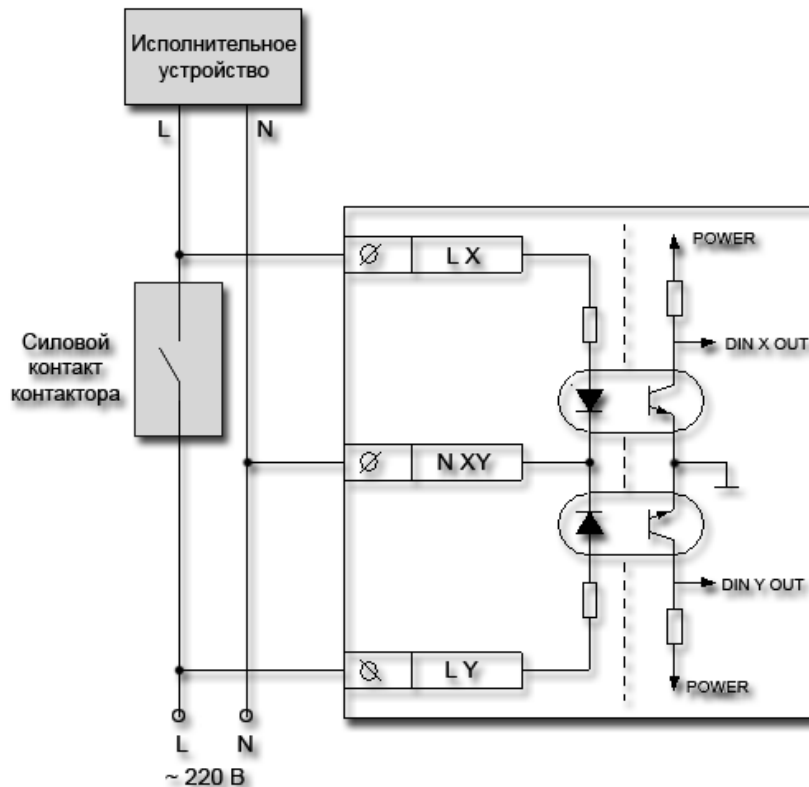 Исполнительное
устройство
L
N
L X
POWER
DIN X OUT
Силовой
контакт
контактора
N XY
DIN Y OUT
L Y
POWER
L
N
~ 220 В